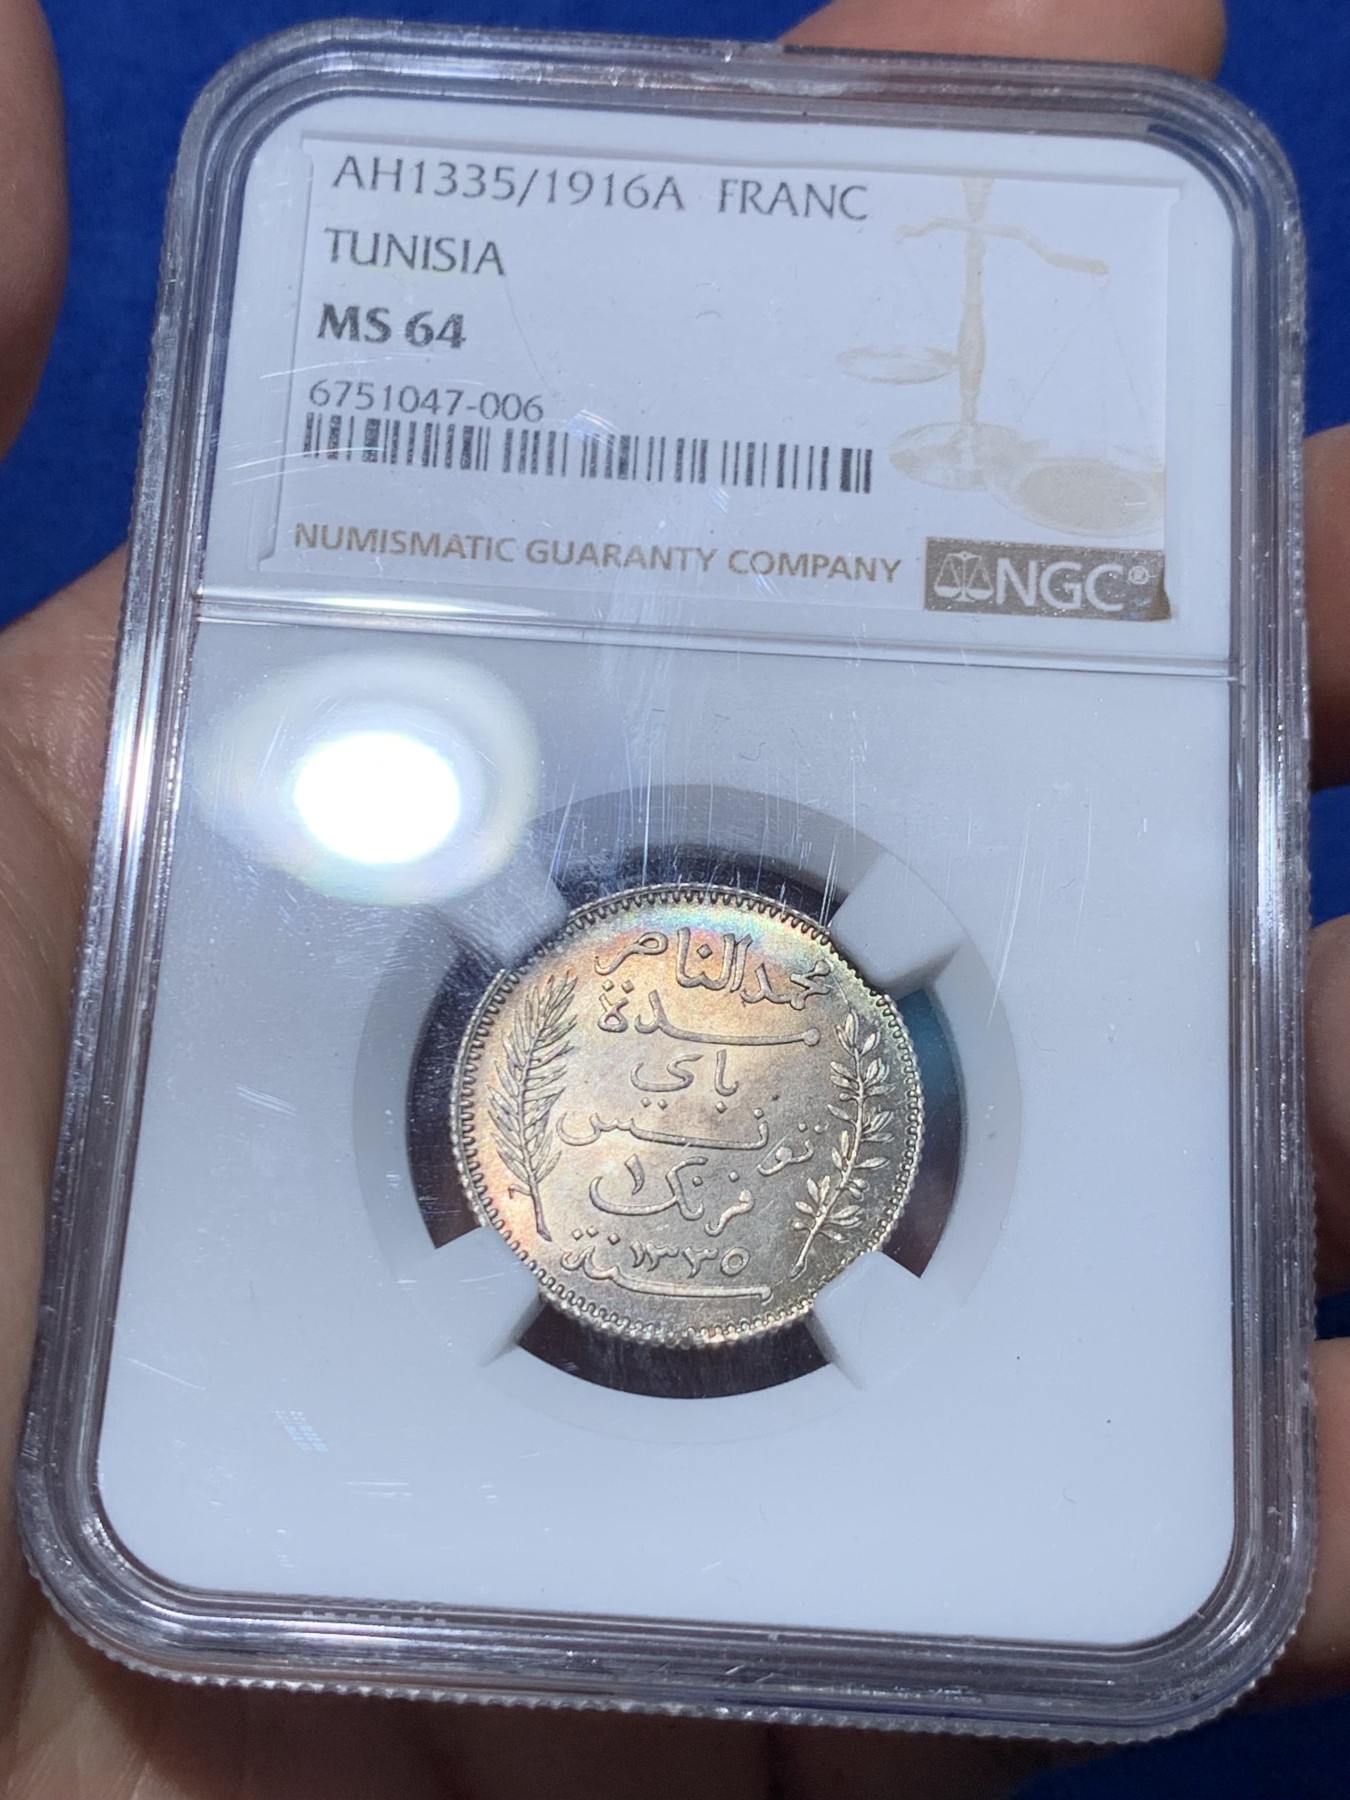 AH1335/1916A FRANC
TUNISIA
MS 64
6751047-006
NUMISMATIC GUARANTY COMPANY NGC®
محمد الناصر
مدة
باي
تونس
١
فرنك
١٣٣٥
سنة